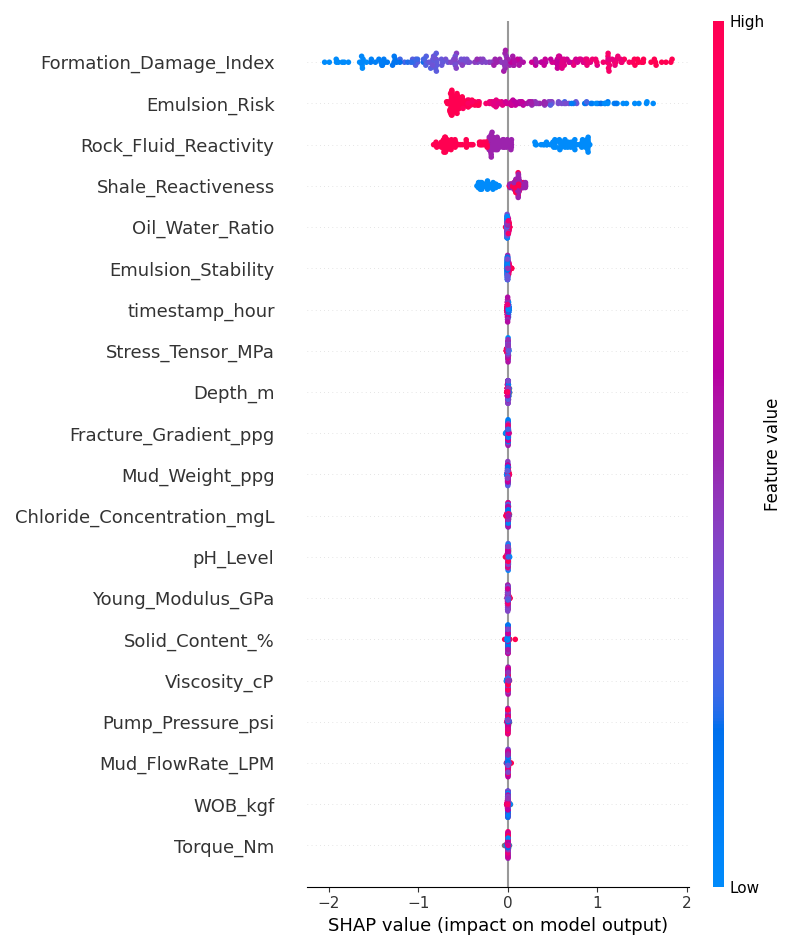 High
Formation_Damage_Index
Emulsion_Risk
Rock_Fluid_Reactivity
Shale_Reactiveness
Oil_Water_Ratio
Emulsion_Stability
timestamp_hour
Stress_Tensor_MPa
Depth_m
Fracture_Gradient_ppg
Mud_Weight_ppg
Chloride_Concentration_mgL
pH_Level
Young_Modulus_GPa
Solid_Content_%
Viscosity_cP
Pump_Pressure_psi
Mud_FlowRate_LPM
WOB_kgf
Torque_Nm
Feature value
Low
−2 −1 0 1 2
SHAP value (impact on model output)